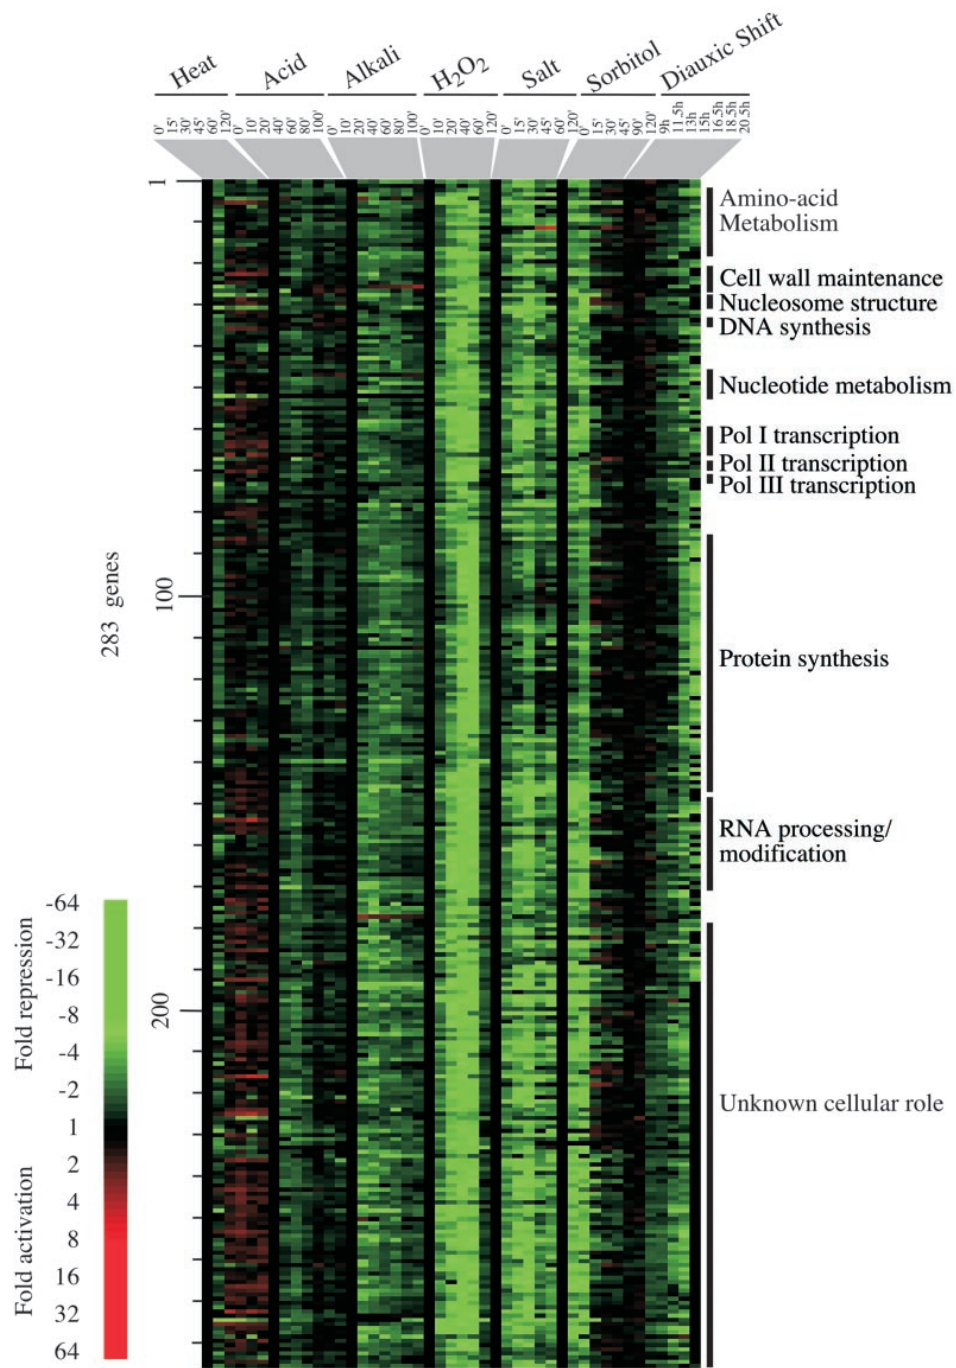 Heat Acid Alkali H2O2 Salt Sorbitol Diauxic Shift
0' 15' 30' 45' 60' 120' 0' 10' 20' 40' 60' 80' 100' 0' 10' 20' 40' 60' 80' 100' 0' 10' 20' 40' 60' 120' 0' 15' 30' 45' 60' 120' 0' 15' 30' 45' 90' 120' 9h 11.5h 13h 15h 16.5h 18.5h 20.5h
1
Amino-acid
Metabolism
Cell wall maintenance
Nucleosome structure
DNA synthesis
Nucleotide metabolism
Pol I transcription
Pol II transcription
Pol III transcription
100
283 genes
Protein synthesis
RNA processing/
modification
200
Unknown cellular role
Fold repression
-64
-32
-16
-8
-4
-2
1
2
4
8
16
32
64
Fold activation